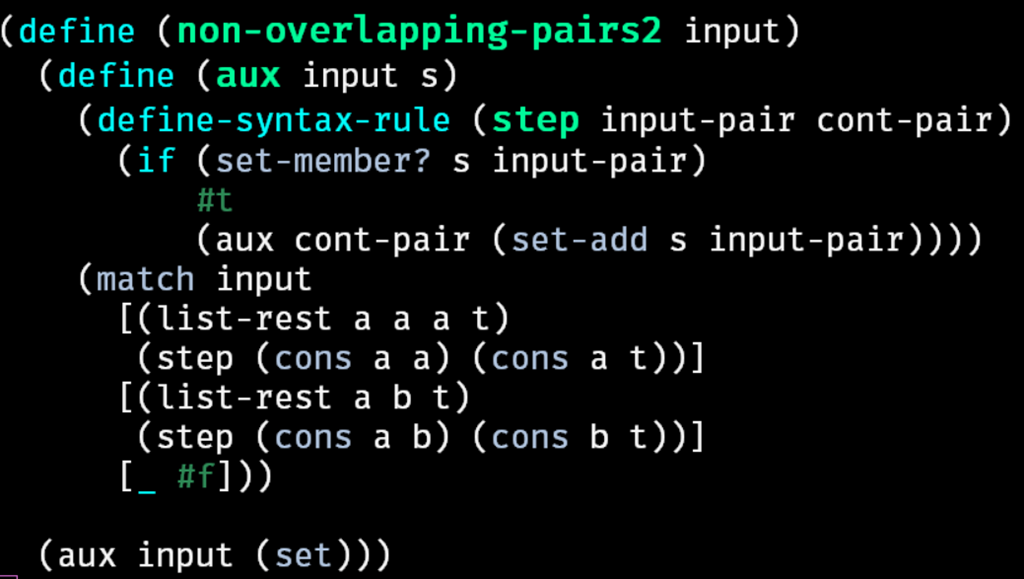 (define (non-overlapping-pairs2 input)
  (define (aux input s)
    (define-syntax-rule (step input-pair cont-pair)
      (if (set-member? s input-pair)
          #t
          (aux cont-pair (set-add s input-pair))))
    (match input
      [(list-rest a a a t)
       (step (cons a a) (cons a t))]
      [(list-rest a b t)
       (step (cons a b) (cons b t))]
      [_ #f]))

  (aux input (set)))